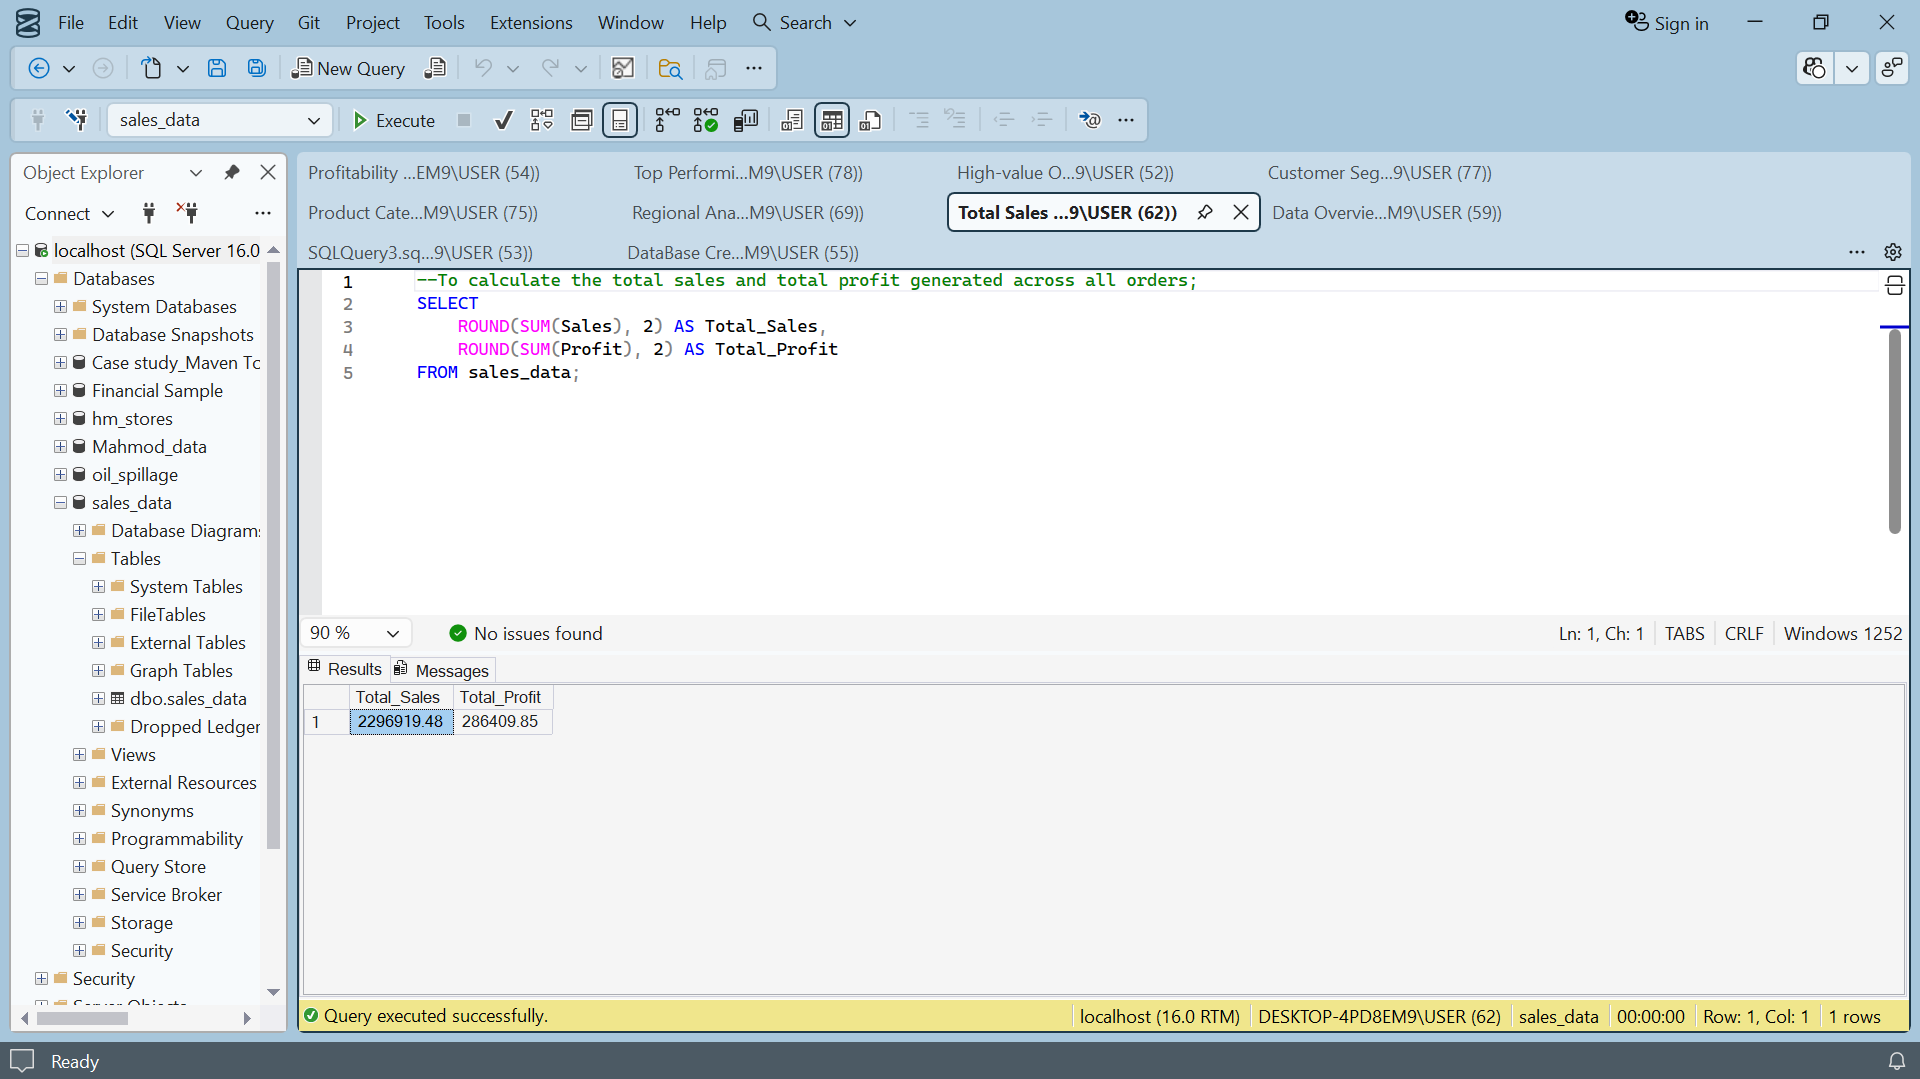 File Edit View Query Git Project Tools Extensions Window Help Search Sign in
New Query
sales_data Execute
Object Explorer
Connect
localhost (SQL Server 16.0
Databases
System Databases
Database Snapshots
Case study_Maven To
Financial Sample
hm_stores
Mahmod_data
oil_spillage
sales_data
Database Diagrams
Tables
System Tables
FileTables
External Tables
Graph Tables
dbo.sales_data
Dropped Ledger
Views
External Resources
Synonyms
Programmability
Query Store
Service Broker
Storage
Security
Security
Server Objects
Profitability ...EM9\USER (54)) Top Performi...M9\USER (78)) High-value O...9\USER (52)) Customer Seg...9\USER (77))
Product Cate...M9\USER (75)) Regional Ana...M9\USER (69)) Total Sales ...9\USER (62)) Data Overvie...M9\USER (59))
SQLQuery3.sq...9\USER (53)) DataBase Cre...M9\USER (55))
1 --To calculate the total sales and total profit generated across all orders;
2 SELECT
3 ROUND(SUM(Sales), 2) AS Total_Sales,
4 ROUND(SUM(Profit), 2) AS Total_Profit
5 FROM sales_data;
90 % No issues found Ln: 1, Ch: 1 TABS CRLF Windows 1252
Results Messages
Total_Sales Total_Profit
1 2296919.48 286409.85
Query executed successfully. localhost (16.0 RTM) DESKTOP-4PD8EM9\USER (62) sales_data 00:00:00 Row: 1, Col: 1 1 rows
Ready